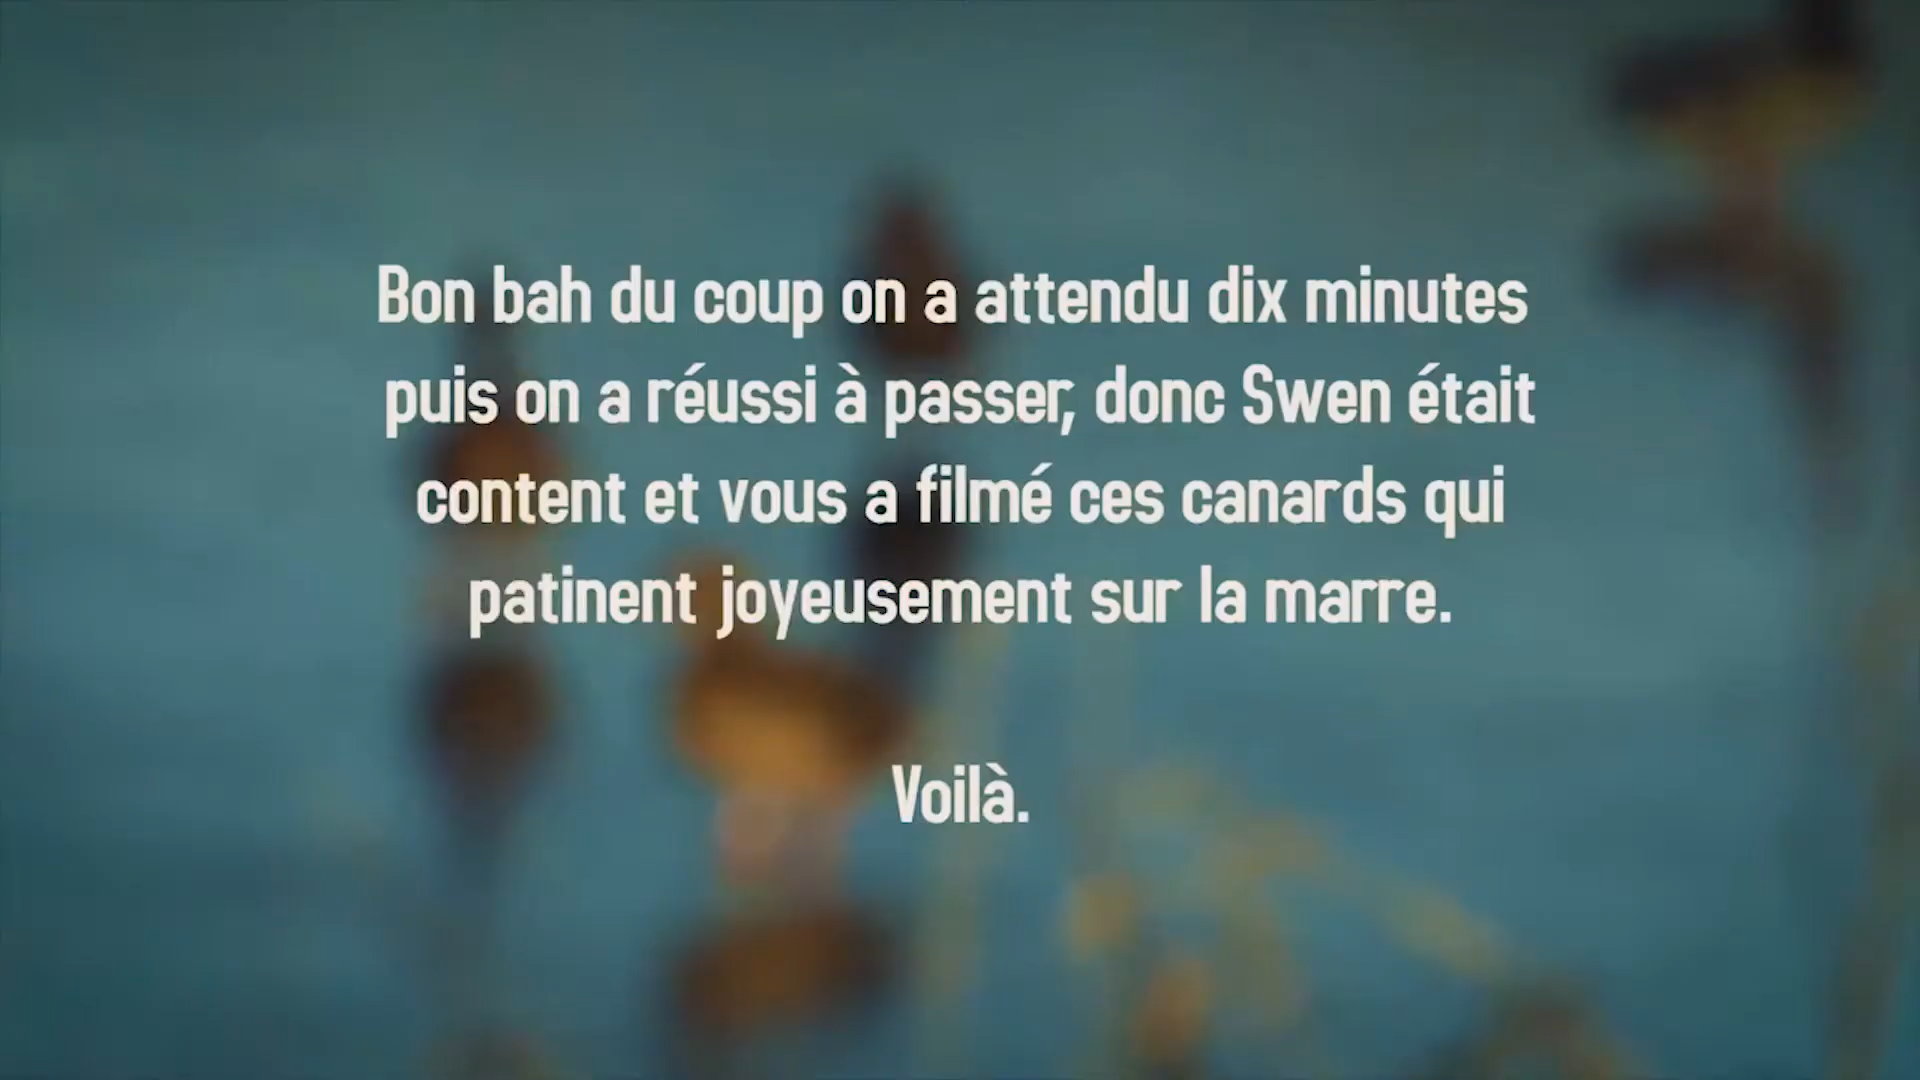 Bon bah du coup on a attendu dix minutes
puis on a réussi à passer, donc Swen était
content et vous a filmé ces canards qui
patinent joyeusement sur la marre.
Voilà.